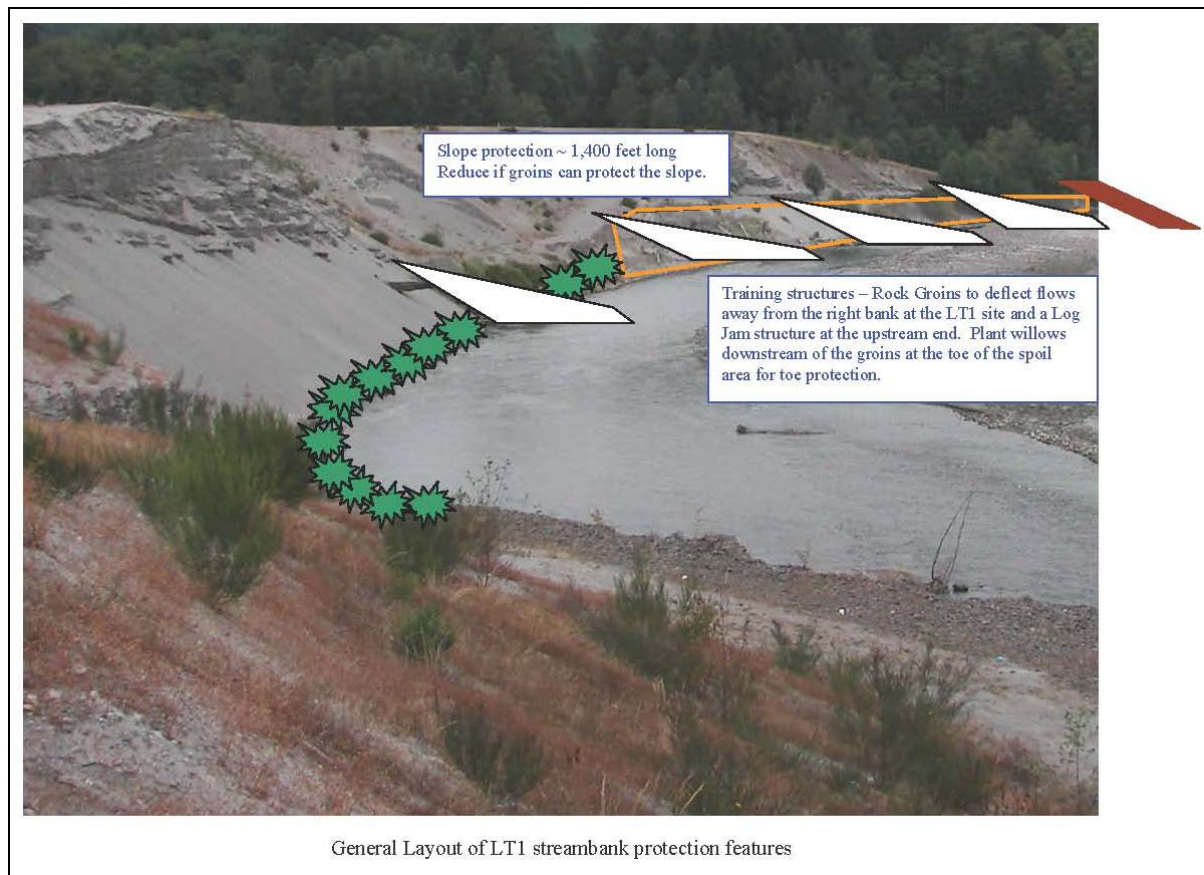 Slope protection ~ 1,400 feet long
Reduce if groins can protect the slope.
Training structures – Rock Groins to deflect flows
away from the right bank at the LT1 site and a Log
Jam structure at the upstream end.  Plant willows
downstream of the groins at the toe of the spoil
area for toe protection.
General Layout of LT1 streambank protection features